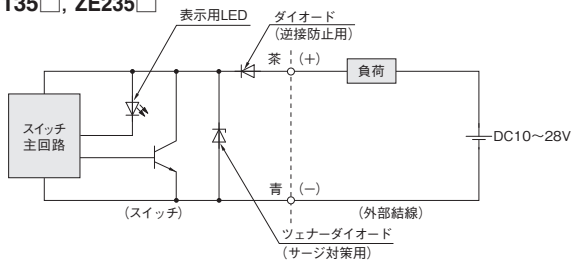 T35□, ZE235□
表示用LED
ダイオード
(逆接防止用)
茶 (+)
負荷
スイッチ
主回路
DC10～28V
青 (−)
(スイッチ)
(外部結線)
ツェナーダイオード
(サージ対策用)